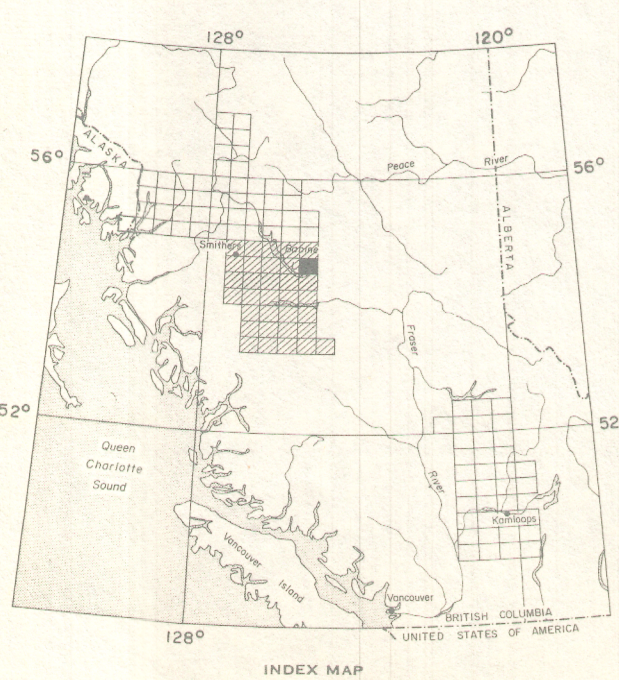 128°
120°
ALASKA
56°
Peace River
56°
ALBERTA
Smithers
Babine
Fraser
52°
52
Queen
Charlotte
Sound
River
Kamloops
Vancouver Island
Vancouver
BRITISH COLUMBIA
UNITED STATES OF AMERICA
128°
INDEX MAP